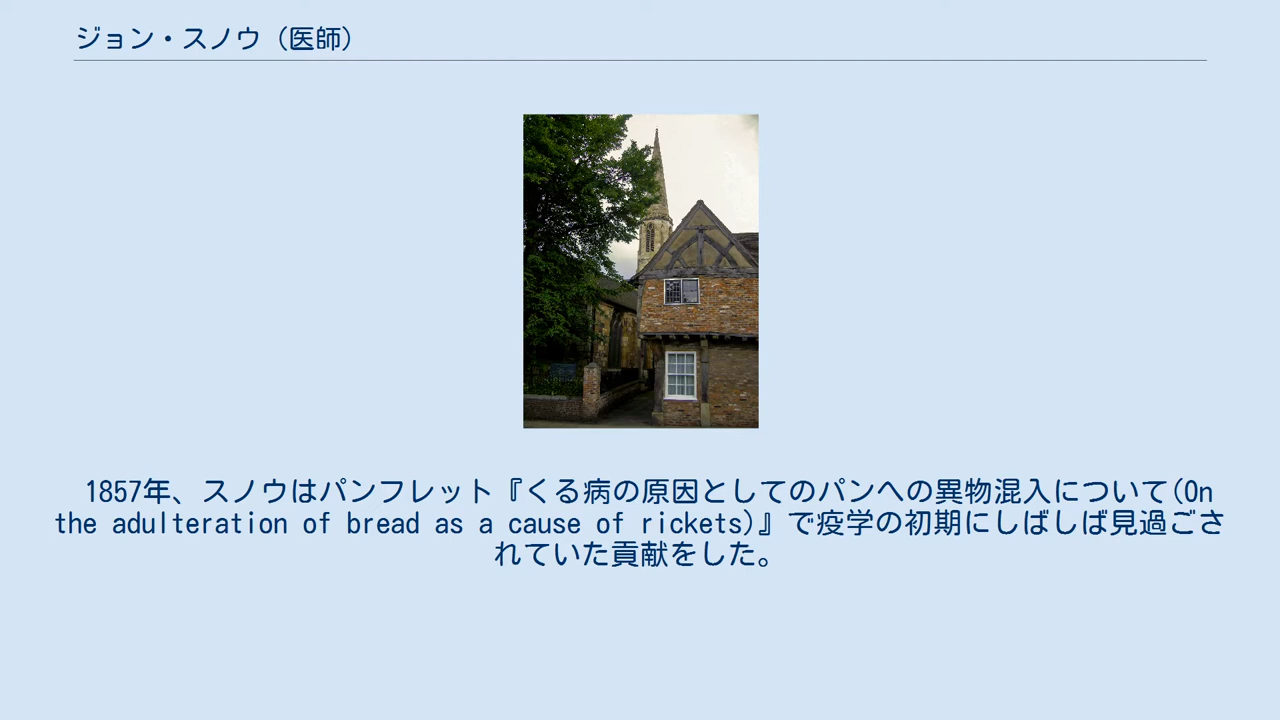 ジョン・スノウ（医師）
1857年、スノウはパンフレット『くる病の原因としてのパンへの異物混入について(On
the adulteration of bread as a cause of rickets)』で疫学の初期にしばしば見過ごさ
れていた貢献をした。